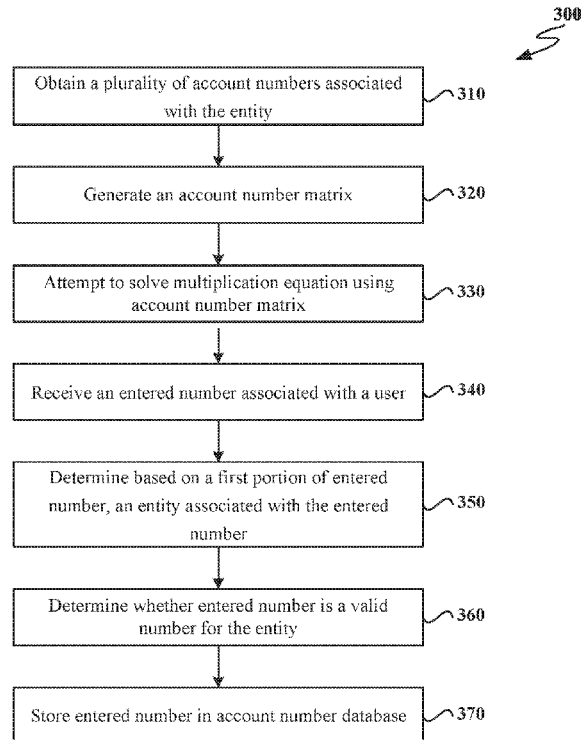 300
Obtain a plurality of account numbers associated
with the entity
310
Generate an account number matrix
320
Attempt to solve multiplication equation using
account number matrix
330
Receive an entered number associated with a user
340
Determine based on a first portion of entered
number, an entity associated with the entered
number
350
Determine whether entered number is a valid
number for the entity
360
Store entered number in account number database
370